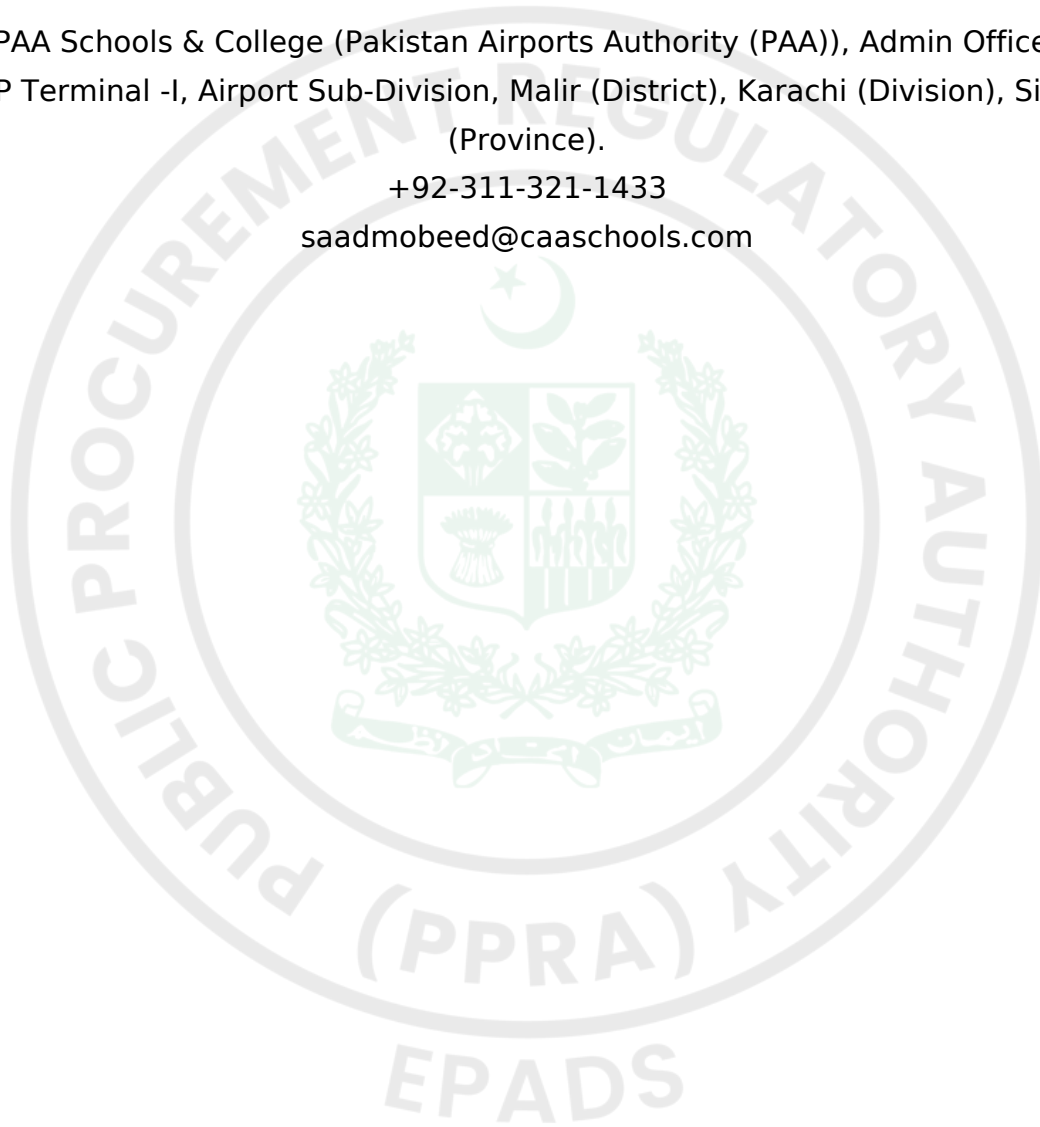 PAA Schools & College (Pakistan Airports Authority (PAA)), Admin Office
P Terminal -I, Airport Sub-Division, Malir (District), Karachi (Division), Si
(Province).
+92-311-321-1433
saadmobeed@caaschools.com
PUBLIC PROCUREMENT REGULATORY AUTHORITY
(PPRA)
EPADS